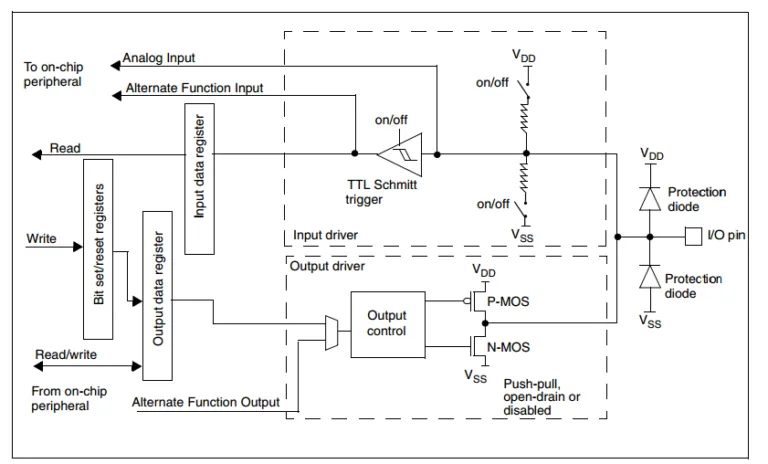 To on-chip
peripheral
Analog Input
Alternate Function Input
Read
Input data register
Bit set/reset registers
Write
Output data register
Read/write
From on-chip
peripheral
Alternate Function Output
on/off
TTL Schmitt
trigger
VDD
on/off
on/off
VSS
Input driver
Output driver
Output
control
VDD
P-MOS
N-MOS
VSS
Push-pull,
open-drain or
disabled
VDD
Protection
diode
I/O pin
Protection
diode
VSS